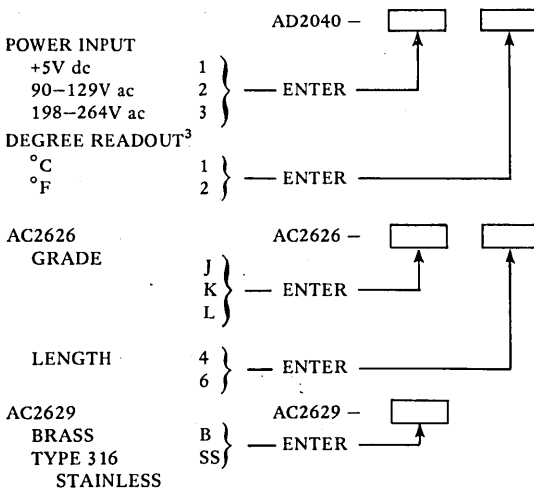 AD2040 –
POWER INPUT
+5V dc 1
90–129V ac 2 — ENTER
198–264V ac 3
DEGREE READOUT³
°C 1
°F 2 — ENTER
AC2626 AC2626 –
GRADE
J
K — ENTER
L
LENGTH 4
6 — ENTER
AC2629 AC2629 –
BRASS B
TYPE 316 SS — ENTER
STAINLESS